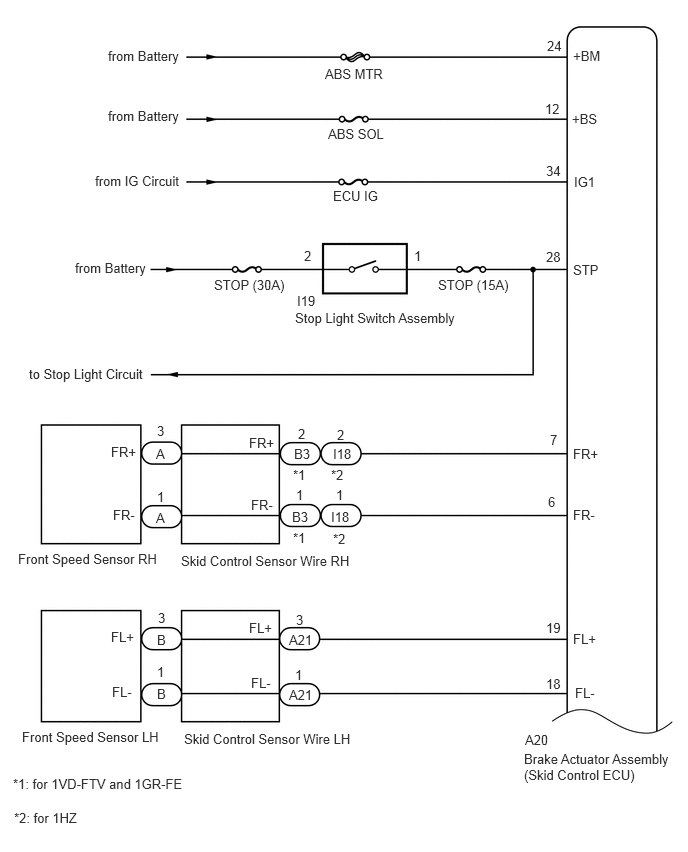 from Battery
ABS MTR
24
+BM
from Battery
ABS SOL
12
+BS
from IG Circuit
ECU IG
34
IG1
from Battery
STOP (30A)
2
1
I19
Stop Light Switch Assembly
STOP (15A)
28
STP
to Stop Light Circuit
FR+
3
A
FR+
2
B3
*1
2
I18
*2
7
FR+
FR-
1
A
FR-
1
B3
*1
1
I18
*2
6
FR-
Front Speed Sensor RH
Skid Control Sensor Wire RH
FL+
3
B
FL+
3
A21
19
FL+
FL-
1
B
FL-
1
A21
18
FL-
Front Speed Sensor LH
Skid Control Sensor Wire LH
A20
Brake Actuator Assembly
(Skid Control ECU)
*1: for 1VD-FTV and 1GR-FE
*2: for 1HZ